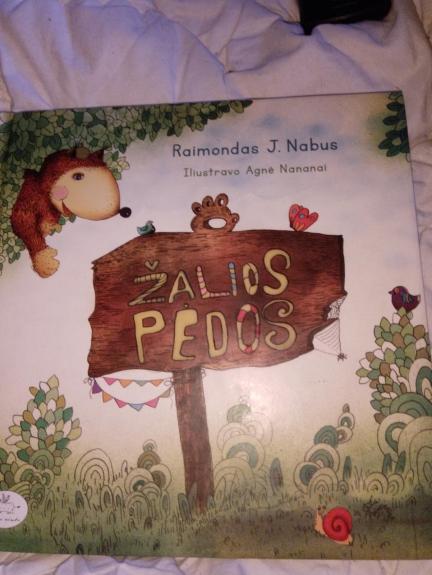 Raimondas J. Nabus
Iliustravo Agnė Nananai
ŽALIOS
PĖDOS